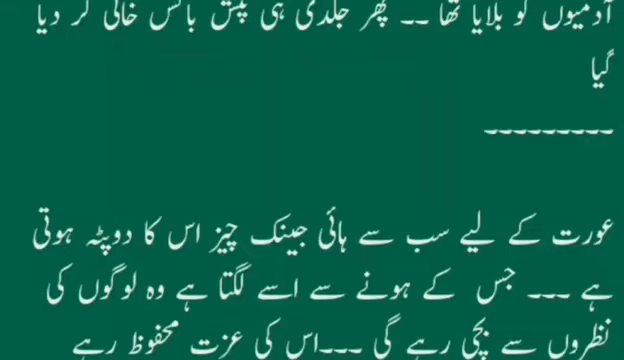 آدمیوں کو بلایا تھا ۔۔ پھر جلدی ہی پیش باکس خالی کر دیا
گیا
۔۔۔۔۔۔۔۔۔
عورت کے لیے سب سے ہائی جینک چیز اس کا دوپٹہ ہوتی
ہے ۔۔۔ جس کے ہونے سے اسے لگتا ہے وہ لوگوں کی
نظروں سے بچی رہے گی ۔۔۔اس کی عزت محفوظ رہے